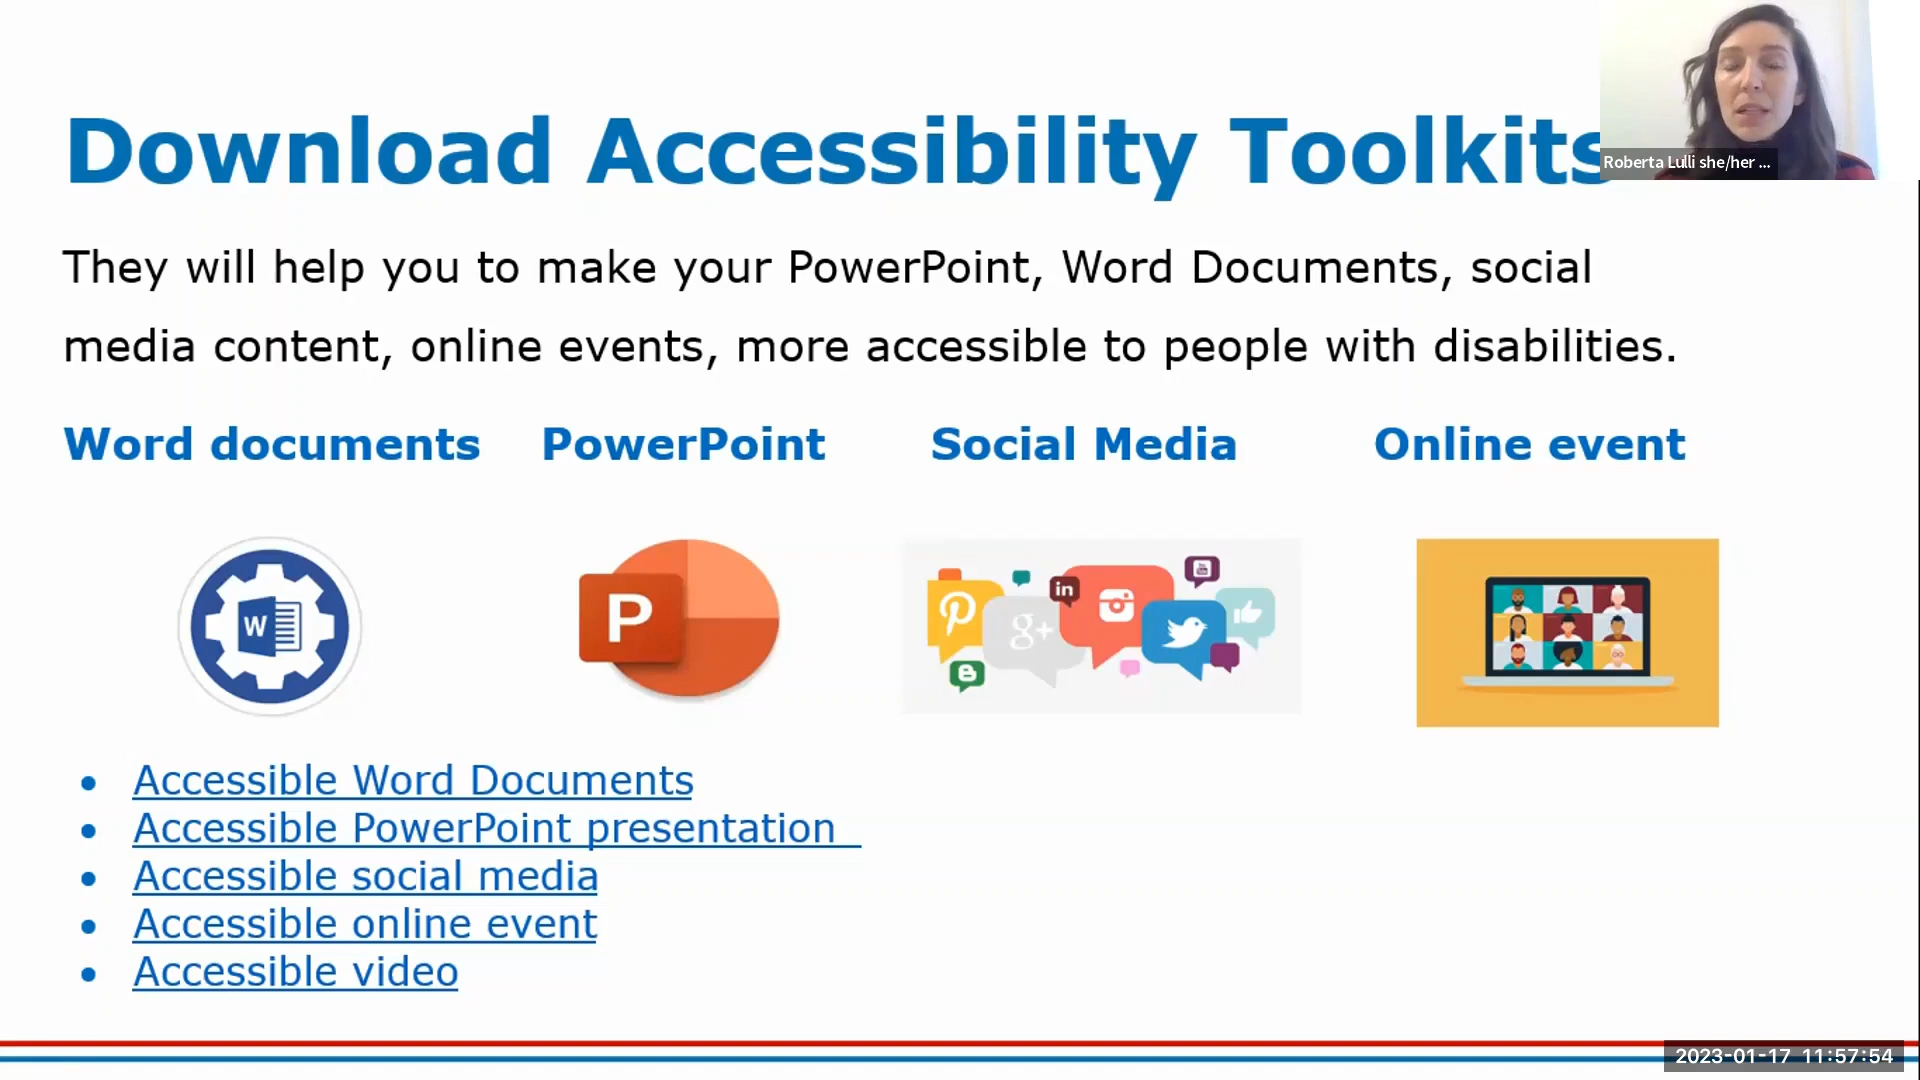 Download Accessibility Toolkits
Roberta Lulli she/her ...
They will help you to make your PowerPoint, Word Documents, social
media content, online events, more accessible to people with disabilities.
Word documents PowerPoint Social Media Online event
W
P
in
g+
• Accessible Word Documents
• Accessible PowerPoint presentation
• Accessible social media
• Accessible online event
• Accessible video
2023-01-17 11:57:54